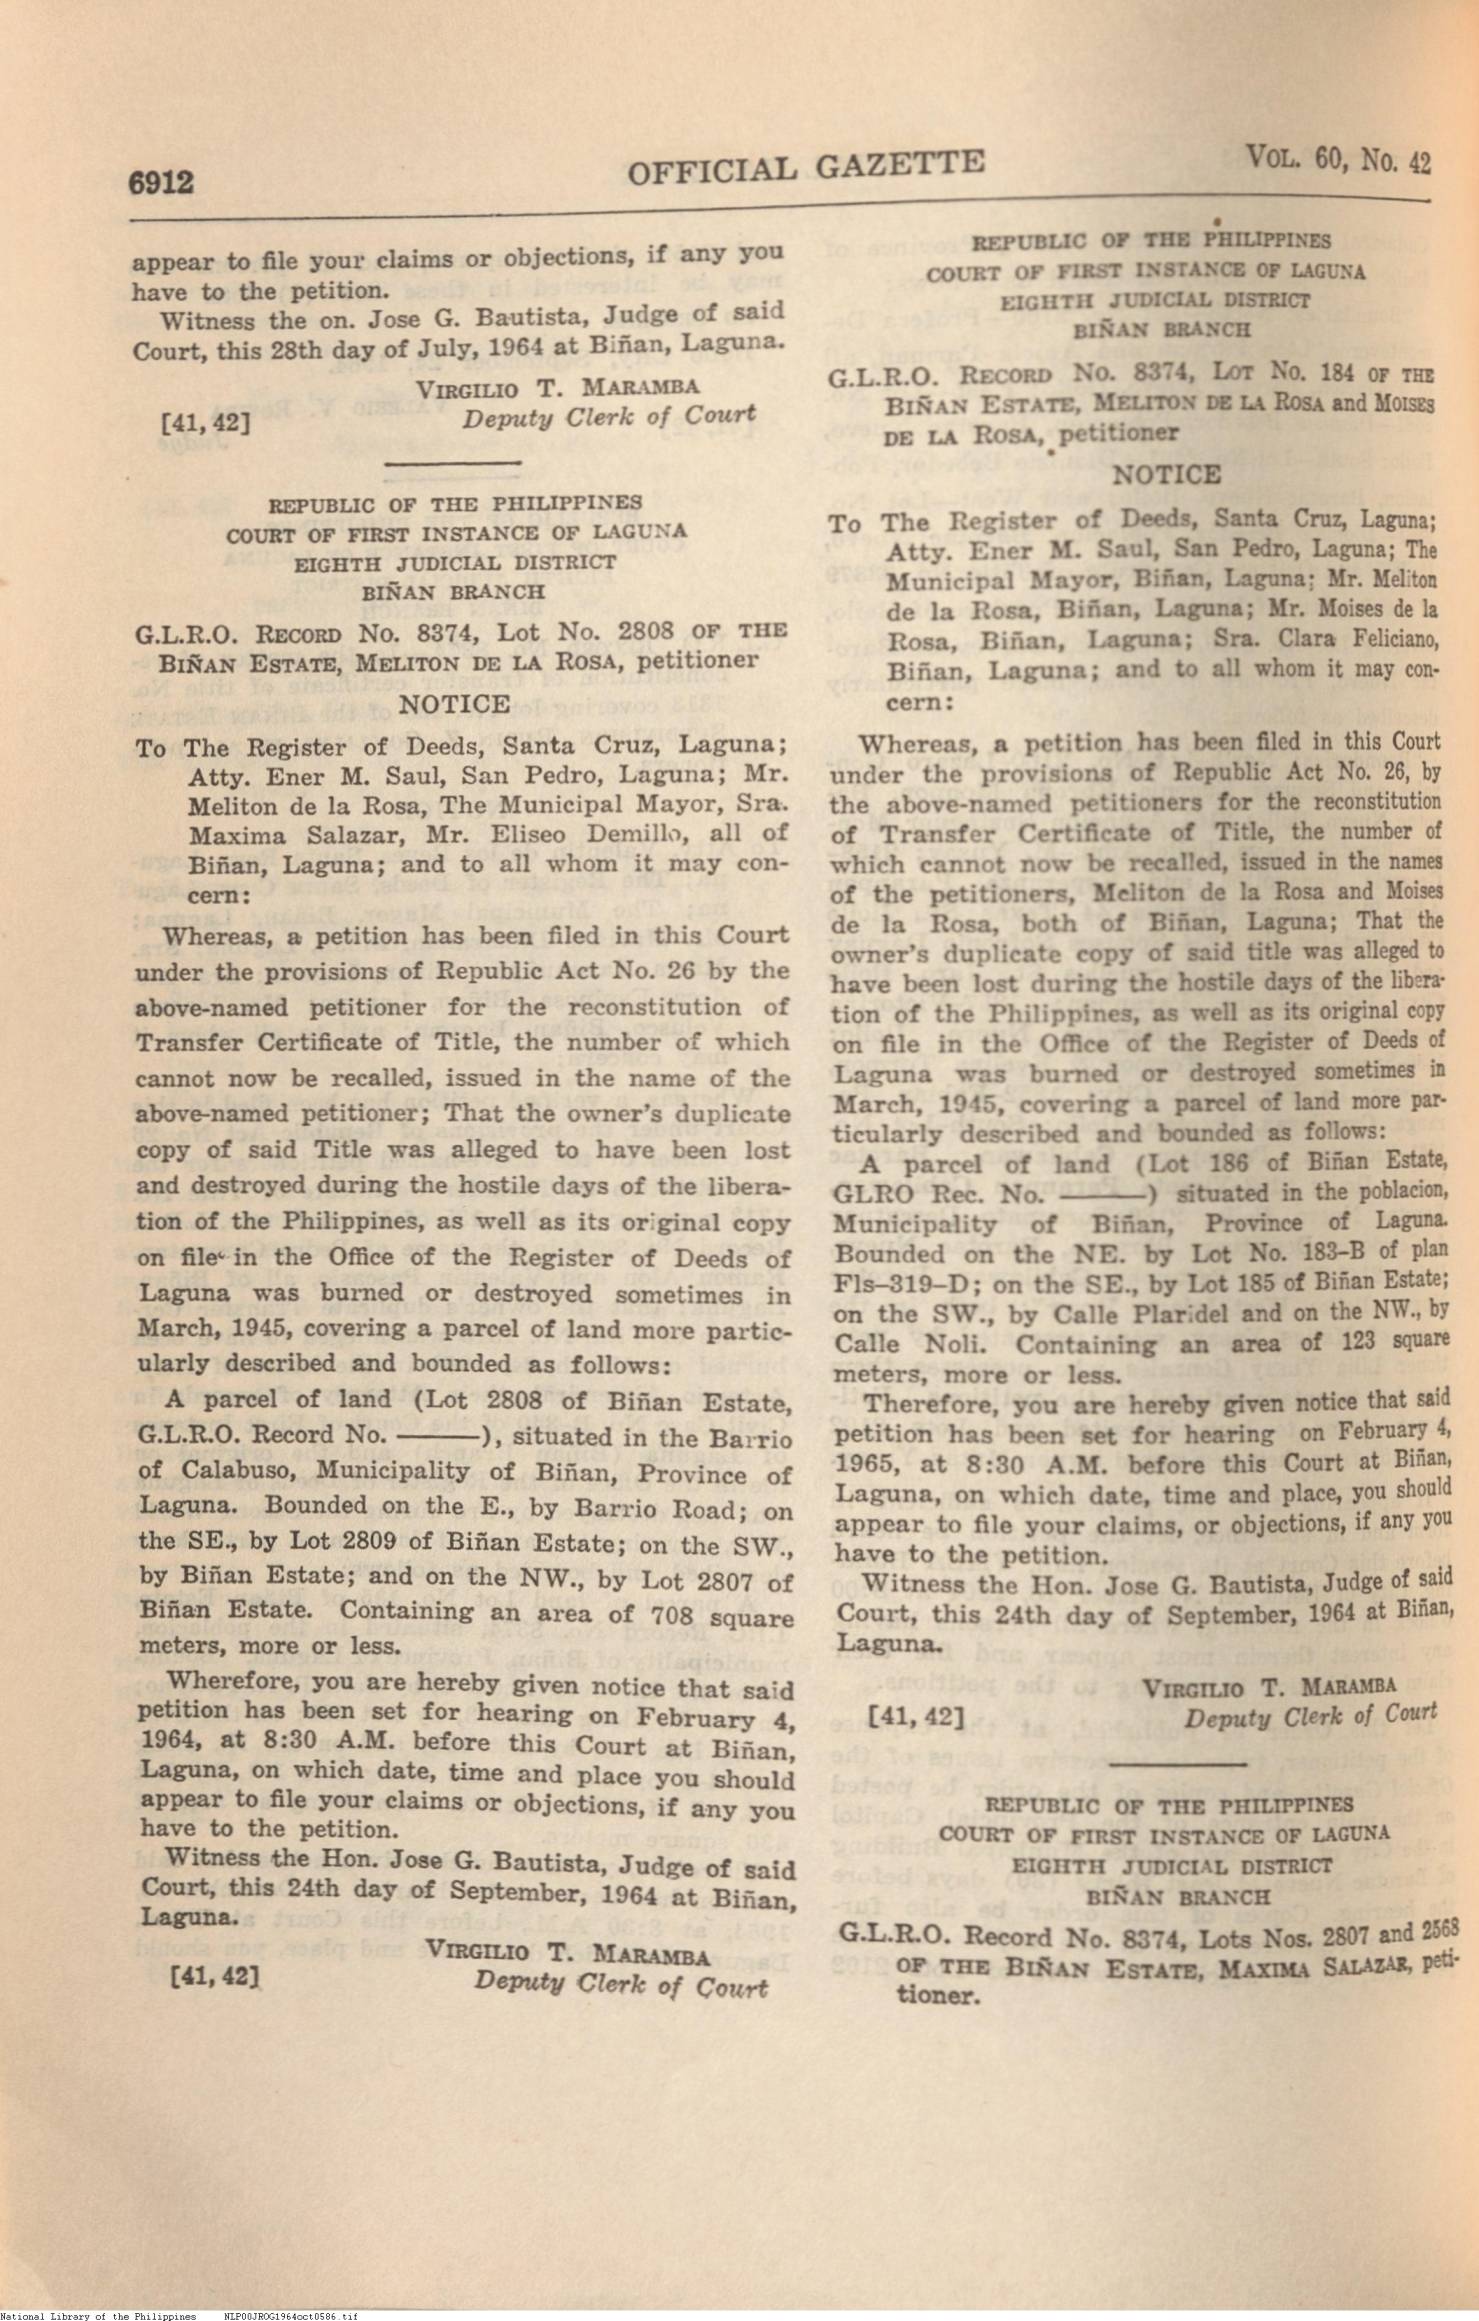 6912
OFFICIAL GAZETTE
VOL. 60, No. 42
appear to file your claims or objections, if any you
have to the petition.
Witness the on. Jose G. Bautista, Judge of said
Court, this 28th day of July, 1964 at Biñan, Laguna.
VIRGILIO T. MARAMBA
[41, 42] Deputy Clerk of Court
REPUBLIC OF THE PHILIPPINES
COURT OF FIRST INSTANCE OF LAGUNA
EIGHTH JUDICIAL DISTRICT
BIÑAN BRANCH
G.L.R.O. RECORD No. 8374, Lot No. 2808 OF THE
BIÑAN ESTATE, MELITON DE LA ROSA, petitioner
NOTICE
To The Register of Deeds, Santa Cruz, Laguna;
Atty. Ener M. Saul, San Pedro, Laguna; Mr.
Meliton de la Rosa, The Municipal Mayor, Sra.
Maxima Salazar, Mr. Eliseo Demillo, all of
Biñan, Laguna; and to all whom it may con-
cern:
Whereas, a petition has been filed in this Court
under the provisions of Republic Act No. 26 by the
above-named petitioner for the reconstitution of
Transfer Certificate of Title, the number of which
cannot now be recalled, issued in the name of the
above-named petitioner; That the owner's duplicate
copy of said Title was alleged to have been lost
and destroyed during the hostile days of the libera-
tion of the Philippines, as well as its original copy
on file in the Office of the Register of Deeds of
Laguna was burned or destroyed sometimes in
March, 1945, covering a parcel of land more partic-
ularly described and bounded as follows:
A parcel of land (Lot 2808 of Biñan Estate,
G.L.R.O. Record No. ———), situated in the Barrio
of Calabuso, Municipality of Biñan, Province of
Laguna. Bounded on the E., by Barrio Road; on
the SE., by Lot 2809 of Biñan Estate; on the SW.,
by Biñan Estate; and on the NW., by Lot 2807 of
Biñan Estate. Containing an area of 708 square
meters, more or less.
Wherefore, you are hereby given notice that said
petition has been set for hearing on February 4,
1964, at 8:30 A.M. before this Court at Biñan,
Laguna, on which date, time and place you should
appear to file your claims or objections, if any you
have to the petition.
Witness the Hon. Jose G. Bautista, Judge of said
Court, this 24th day of September, 1964 at Biñan,
Laguna.
VIRGILIO T. MARAMBA
[41, 42] Deputy Clerk of Court
REPUBLIC OF THE PHILIPPINES
COURT OF FIRST INSTANCE OF LAGUNA
EIGHTH JUDICIAL DISTRICT
BIÑAN BRANCH
G.L.R.O. RECORD No. 8374, LOT No. 184 OF THE
BIÑAN ESTATE, MELITON DE LA ROSA and MOISES
DE LA ROSA, petitioner
NOTICE
To The Register of Deeds, Santa Cruz, Laguna;
Atty. Ener M. Saul, San Pedro, Laguna; The
Municipal Mayor, Biñan, Laguna; Mr. Meliton
de la Rosa, Biñan, Laguna; Mr. Moises de la
Rosa, Biñan, Laguna; Sra. Clara Feliciano,
Biñan, Laguna; and to all whom it may con-
cern:
Whereas, a petition has been filed in this Court
under the provisions of Republic Act No. 26, by
the above-named petitioners for the reconstitution
of Transfer Certificate of Title, the number of
which cannot now be recalled, issued in the names
of the petitioners, Meliton de la Rosa and Moises
de la Rosa, both of Biñan, Laguna; That the
owner's duplicate copy of said title was alleged to
have been lost during the hostile days of the libera-
tion of the Philippines, as well as its original copy
on file in the Office of the Register of Deeds of
Laguna was burned or destroyed sometimes in
March, 1945, covering a parcel of land more par-
ticularly described and bounded as follows:
A parcel of land (Lot 186 of Biñan Estate,
GLRO Rec. No. ———) situated in the poblacion,
Municipality of Biñan, Province of Laguna.
Bounded on the NE. by Lot No. 183–B of plan
Fls–319–D; on the SE., by Lot 185 of Biñan Estate;
on the SW., by Calle Plaridel and on the NW., by
Calle Noli. Containing an area of 123 square
meters, more or less.
Therefore, you are hereby given notice that said
petition has been set for hearing on February 4,
1965, at 8:30 A.M. before this Court at Biñan,
Laguna, on which date, time and place, you should
appear to file your claims, or objections, if any you
have to the petition.
Witness the Hon. Jose G. Bautista, Judge of said
Court, this 24th day of September, 1964 at Biñan,
Laguna.
VIRGILIO T. MARAMBA
[41, 42] Deputy Clerk of Court
REPUBLIC OF THE PHILIPPINES
COURT OF FIRST INSTANCE OF LAGUNA
EIGHTH JUDICIAL DISTRICT
BIÑAN BRANCH
G.L.R.O. Record No. 8374, Lots Nos. 2807 and 2568
OF THE BIÑAN ESTATE, MAXIMA SALAZAR, peti-
tioner.
National Library of the Philippines NLP00JROG1964oct0586.tif